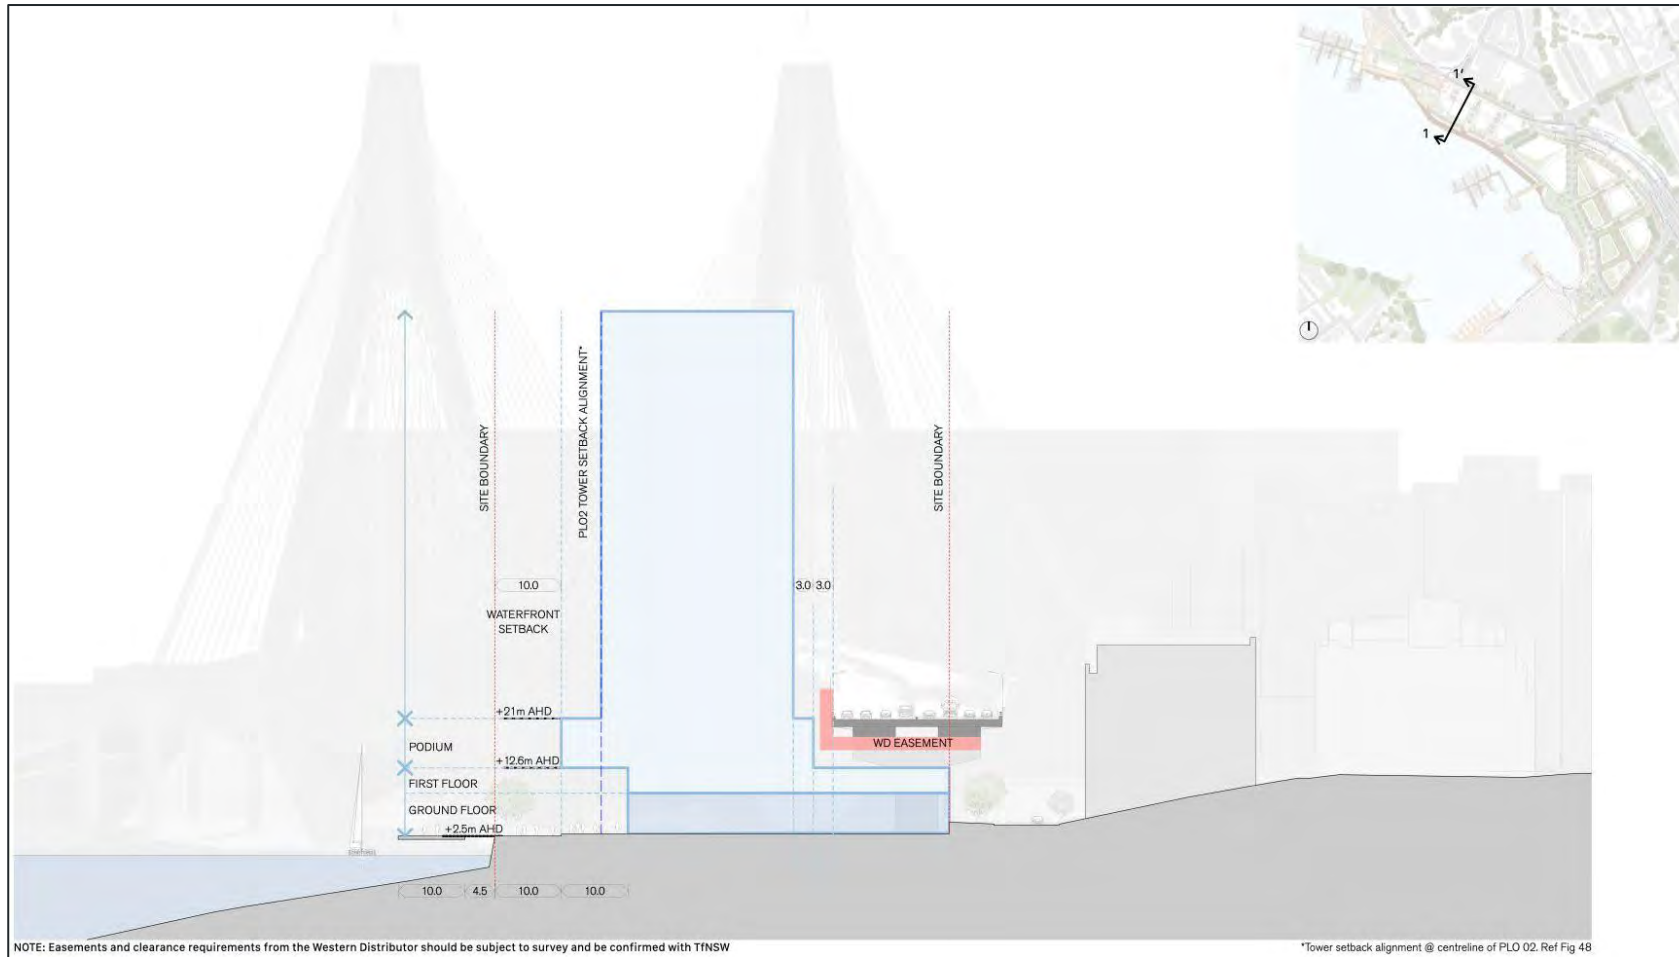 1'
1
SITE BOUNDARY
PLO2 TOWER SETBACK ALIGNMENT*
SITE BOUNDARY
10.0
3.0 3.0
WATERFRONT
SETBACK
+21m AHD
PODIUM
WD EASEMENT
+12.6m AHD
FIRST FLOOR
GROUND FLOOR
+2.5m AHD
10.0 4.5 10.0 10.0
NOTE: Easements and clearance requirements from the Western Distributor should be subject to survey and be confirmed with TfNSW
*Tower setback alignment @ centreline of PLO 02. Ref Fig 48